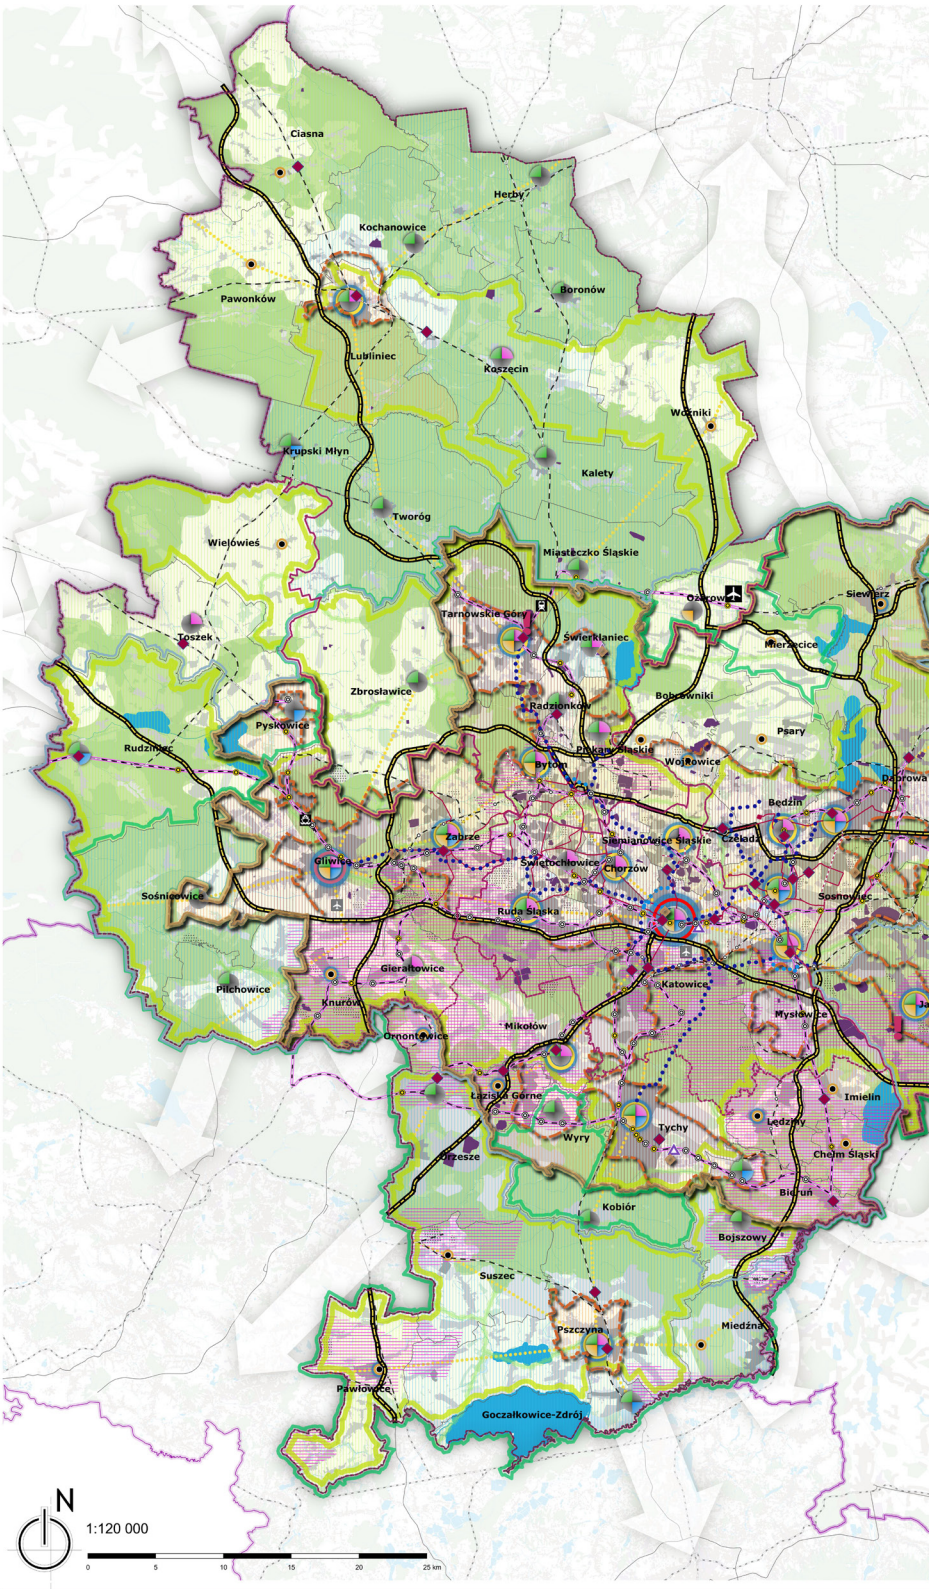 Ciasna
Herby
Kochanowice
Boronów
Pawonków
Lubliniec
Koszęcin
Woźniki
Krupski Młyn
Kalety
Tworóg
Wielowieś
Miasteczko Śląskie
Siewierz
Tarnowskie Góry
Toszek
Świerklaniec
Mierzęcice
Zbrosławice
Bobrowniki
Radzionków
Pyskowice
Psary
Rudziniec
Piekary Śląskie
Wojkowice
Bytom
Dąbrowa
Będzin
Zabrze
Siemianowice Śląskie
Czeladź
Gliwice
Świętochłowice
Chorzów
Sośnicowice
Sosnowiec
Ruda Śląska
Gierałtowice
Katowice
Pilchowice
Knurów
Ja
Mysłowice
Mikołów
Ornontowice
Łaziska Górne
Imielin
Lędziny
Wyry
Tychy
Chełm Śląski
Orzesze
Bieruń
Kobiór
Bojszowy
Suszec
Miedźna
Pszczyna
Pawłowice
Goczałkowice-Zdrój
N
1:120 000
0 5 10 15 20 25 km